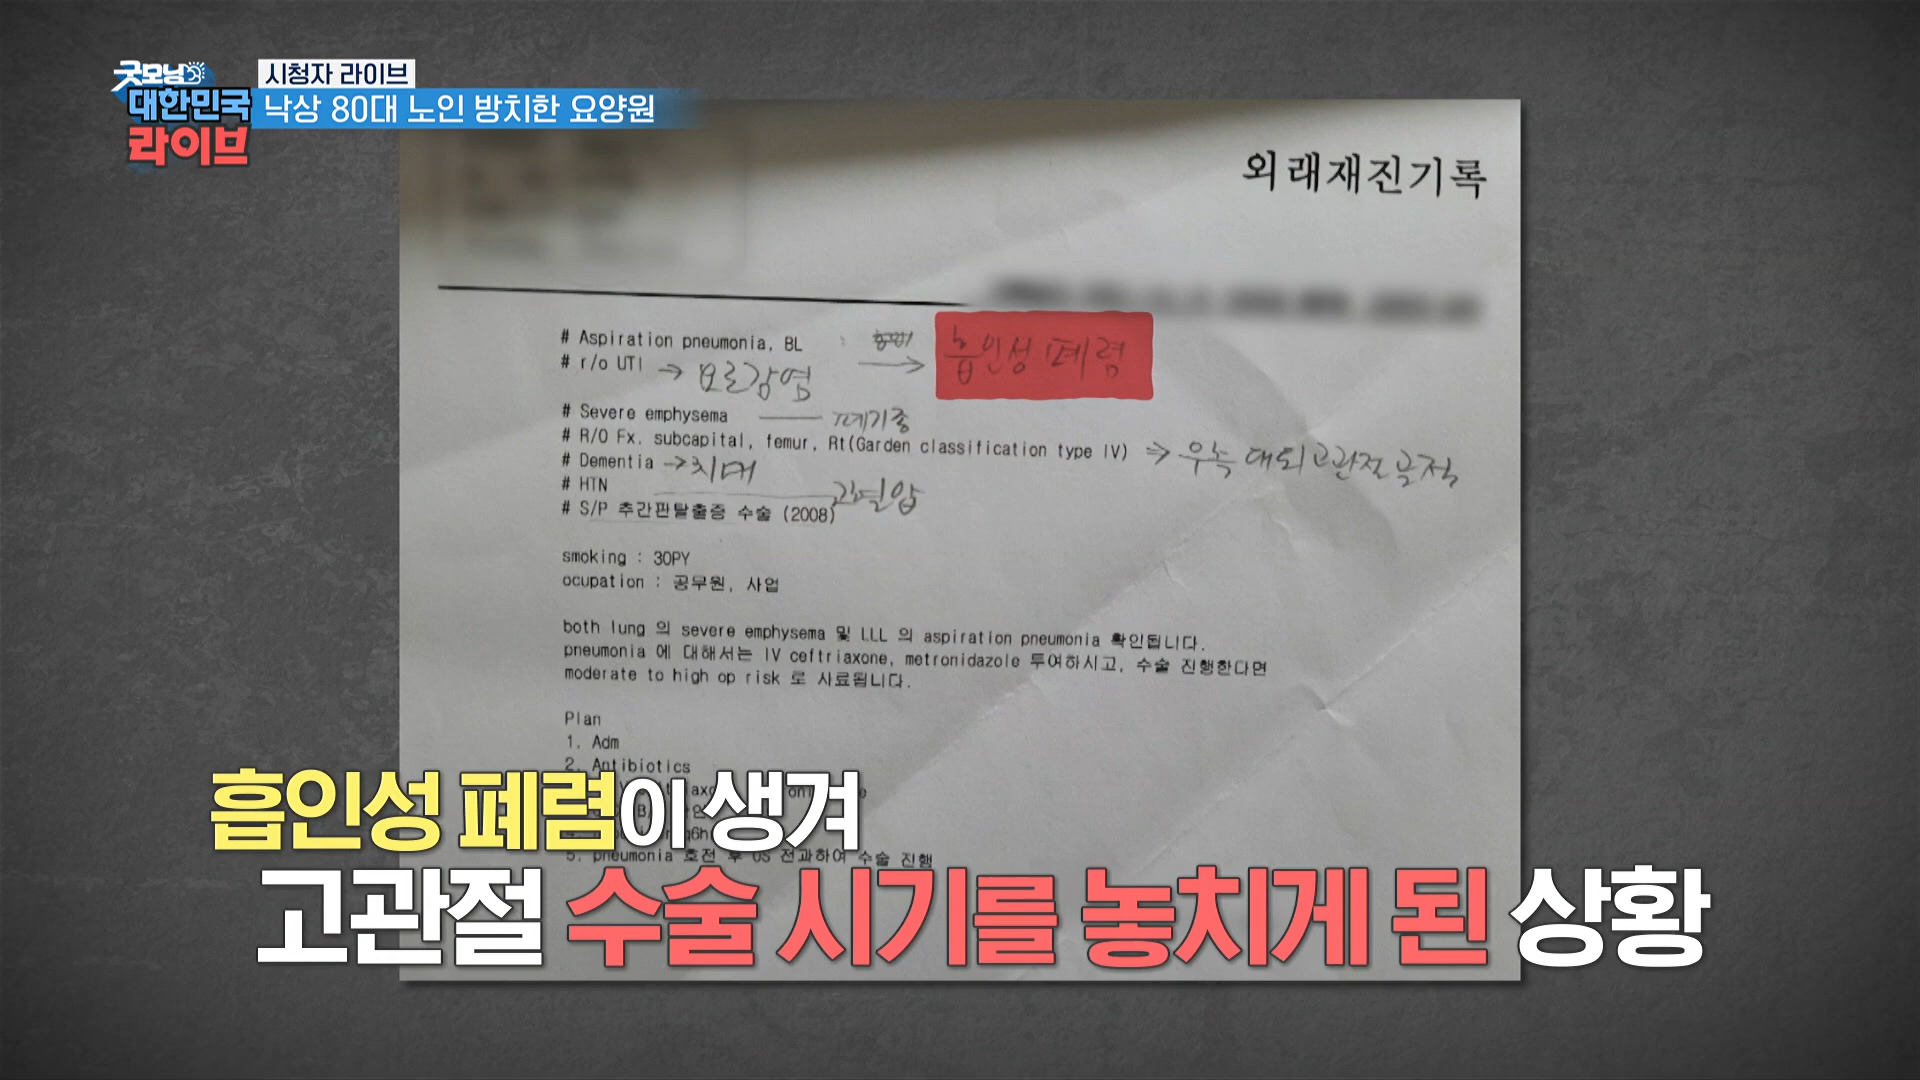 굿모닝
대한민국
라이브
시청자 라이브
낙상 80대 노인 방치한 요양원
외래재진기록
# Aspiration pneumonia, BL : → 흡인성 폐렴
# r/o UTI → 요로감염
# Severe emphysema — 폐기종
# R/O Fx. subcapital, femur, Rt(Garden classification type IV) ⇒ 우측 대퇴고관절 골절
# Dementia → 치매
# HTN 고혈압
# S/P 추간판탈출증 수술 (2008)
smoking : 30PY
ocupation : 공무원, 사업
both lung 의 severe emphysema 및 LLL 의 aspiration pneumonia 확인됩니다.
pneumonia 에 대해서는 IV ceftriaxone, metronidazole 투여하시고, 수술 진행한다면
moderate to high op risk 로 사료됩니다.
Plan
1. Adm
2. Antibiotics
5. pneumonia 호전 후 OS 전과하여 수술 진행
흡인성 폐렴이 생겨
고관절 수술 시기를 놓치게 된 상황